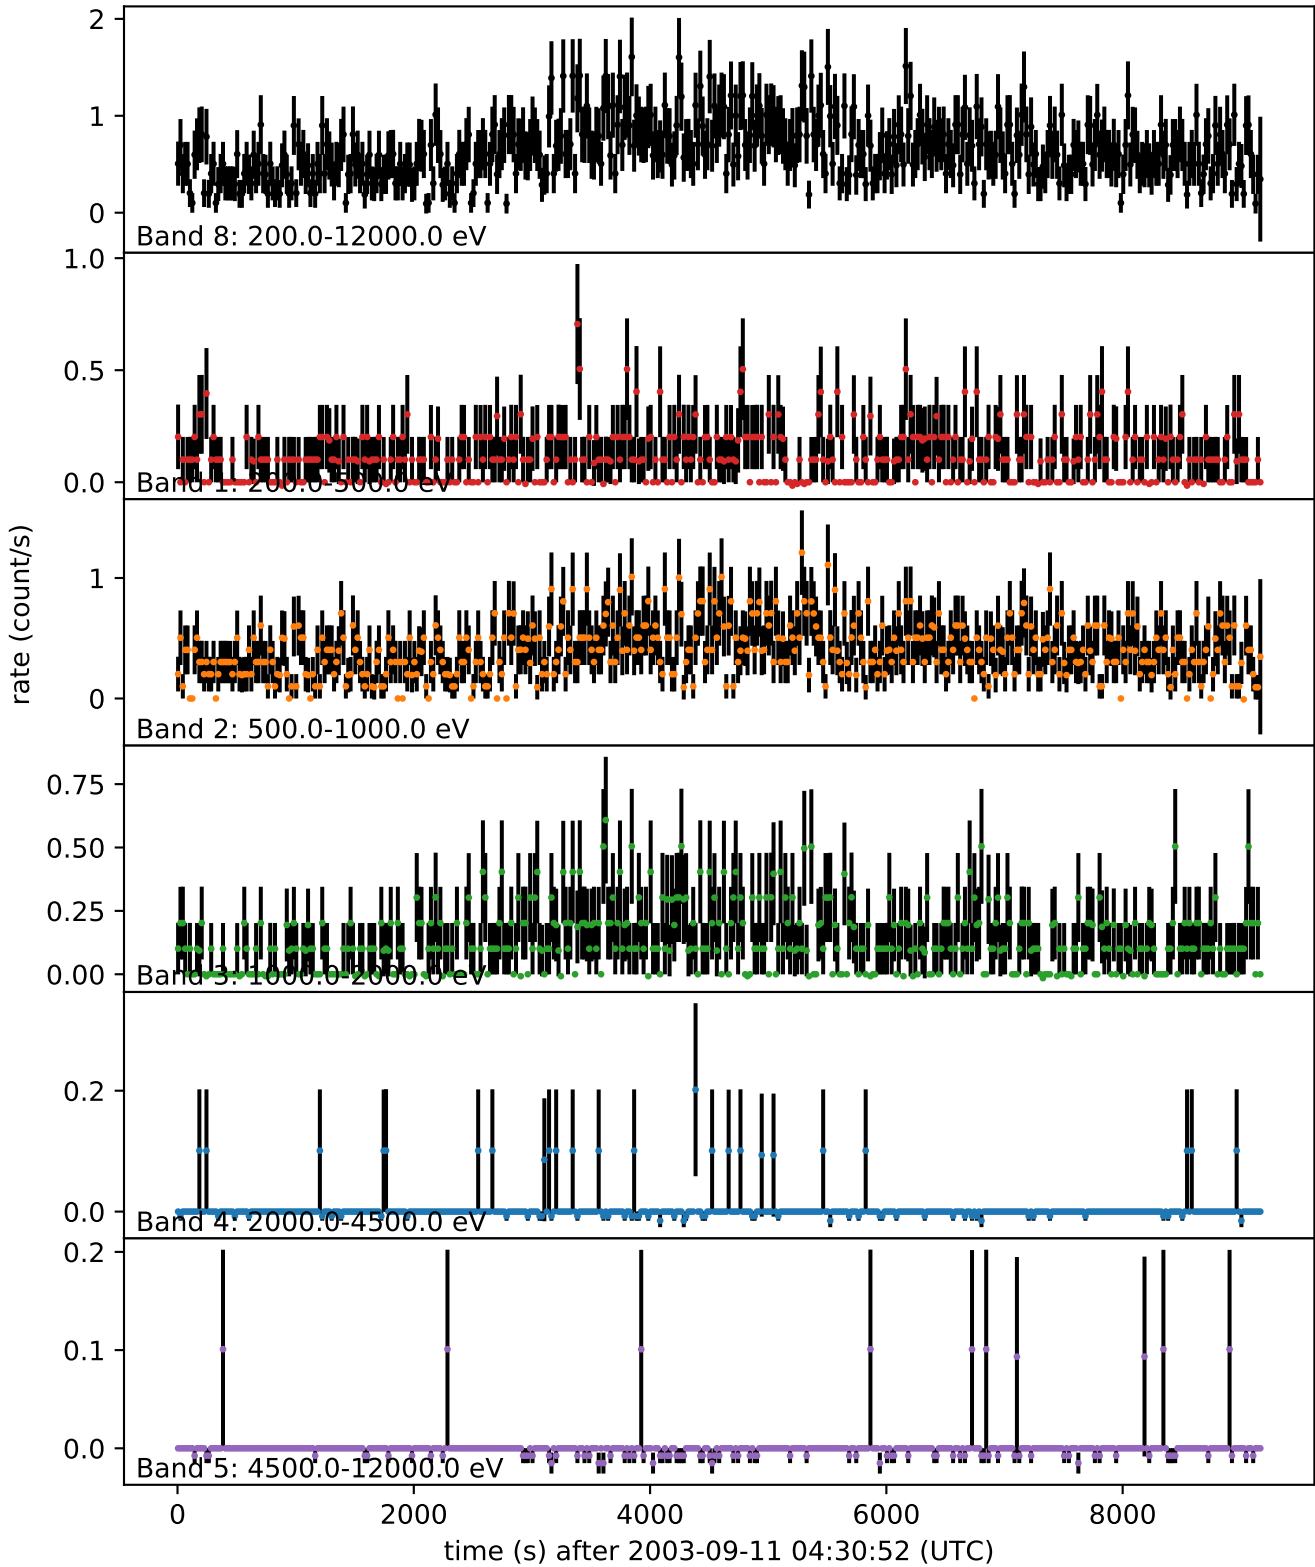 2
1
0
Band 8: 200.0-12000.0 eV
1.0
0.5
0.0
Band 1: 200.0-500.0 eV
rate (count/s)
1
0
Band 2: 500.0-1000.0 eV
0.75
0.50
0.25
0.00
Band 3: 1000.0-2000.0 eV
0.2
0.0
Band 4: 2000.0-4500.0 eV
0.2
0.1
0.0
Band 5: 4500.0-12000.0 eV
0 2000 4000 6000 8000
time (s) after 2003-09-11 04:30:52 (UTC)